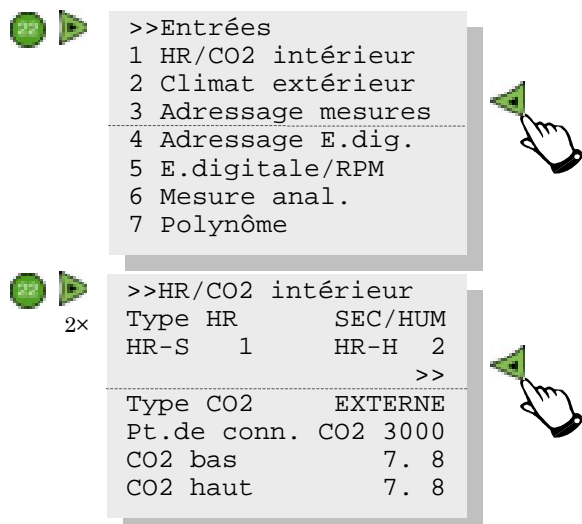 22
>>Entrées
1 HR/CO2 intérieur
2 Climat extérieur
3 Adressage mesures
4 Adressage E.dig.
5 E.digitale/RPM
6 Mesure anal.
7 Polynôme
22
2×
>>HR/CO2 intérieur
Type HR SEC/HUM
HR-S 1 HR-H 2
>>
Type CO2 EXTERNE
Pt.de conn. CO2 3000
CO2 bas 7. 8
CO2 haut 7. 8